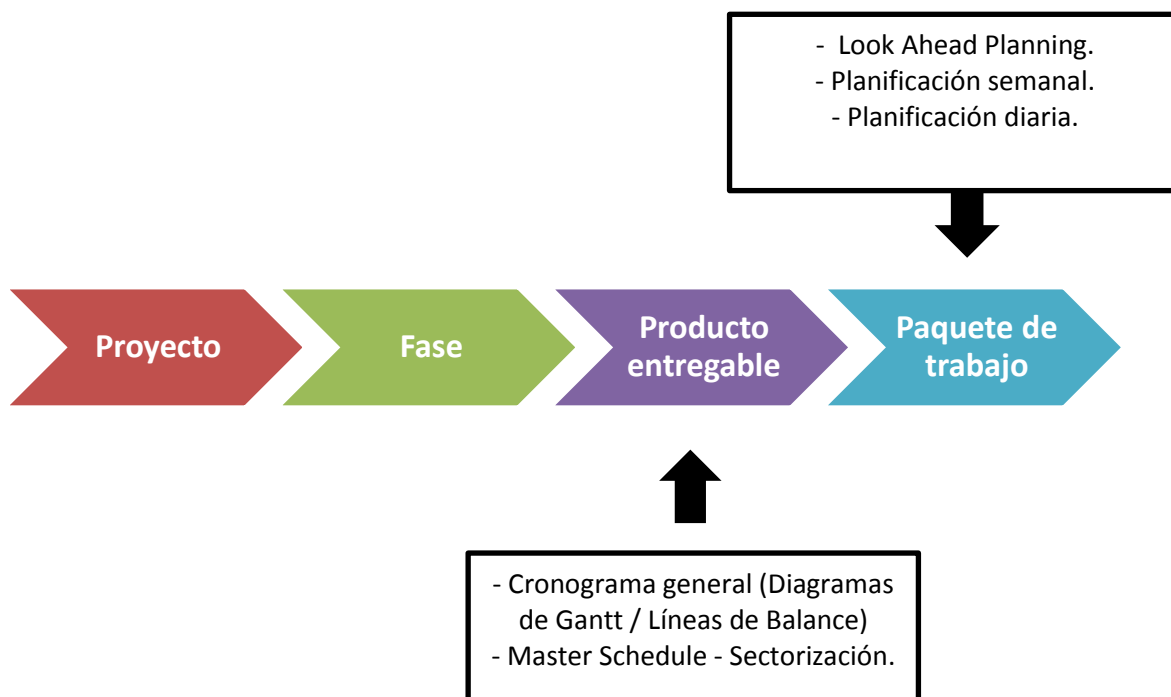 - Look Ahead Planning.
- Planificación semanal.
- Planificación diaria.
Proyecto
Fase
Producto
entregable
Paquete de
trabajo
- Cronograma general (Diagramas
de Gantt / Líneas de Balance)
- Master Schedule - Sectorización.